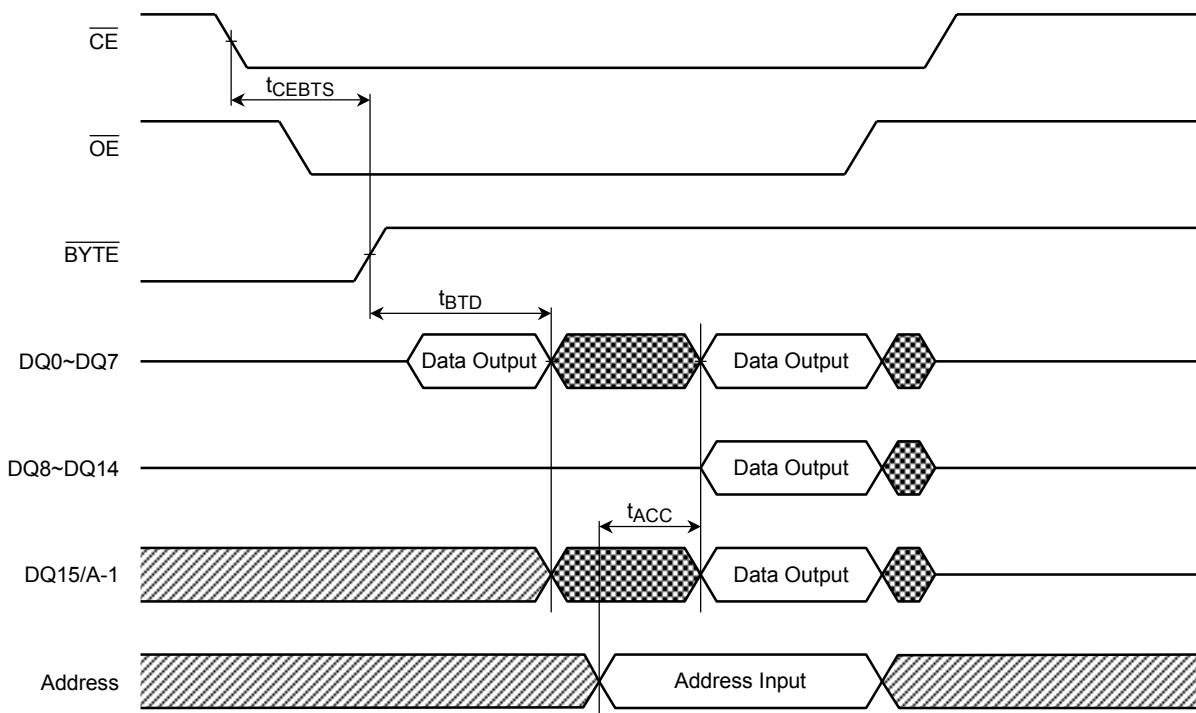 CE
tCEBTS
OE
BYTE
tBTD
DQ0~DQ7
Data Output
Data Output
DQ8~DQ14
Data Output
tACC
DQ15/A-1
Data Output
Address
Address Input